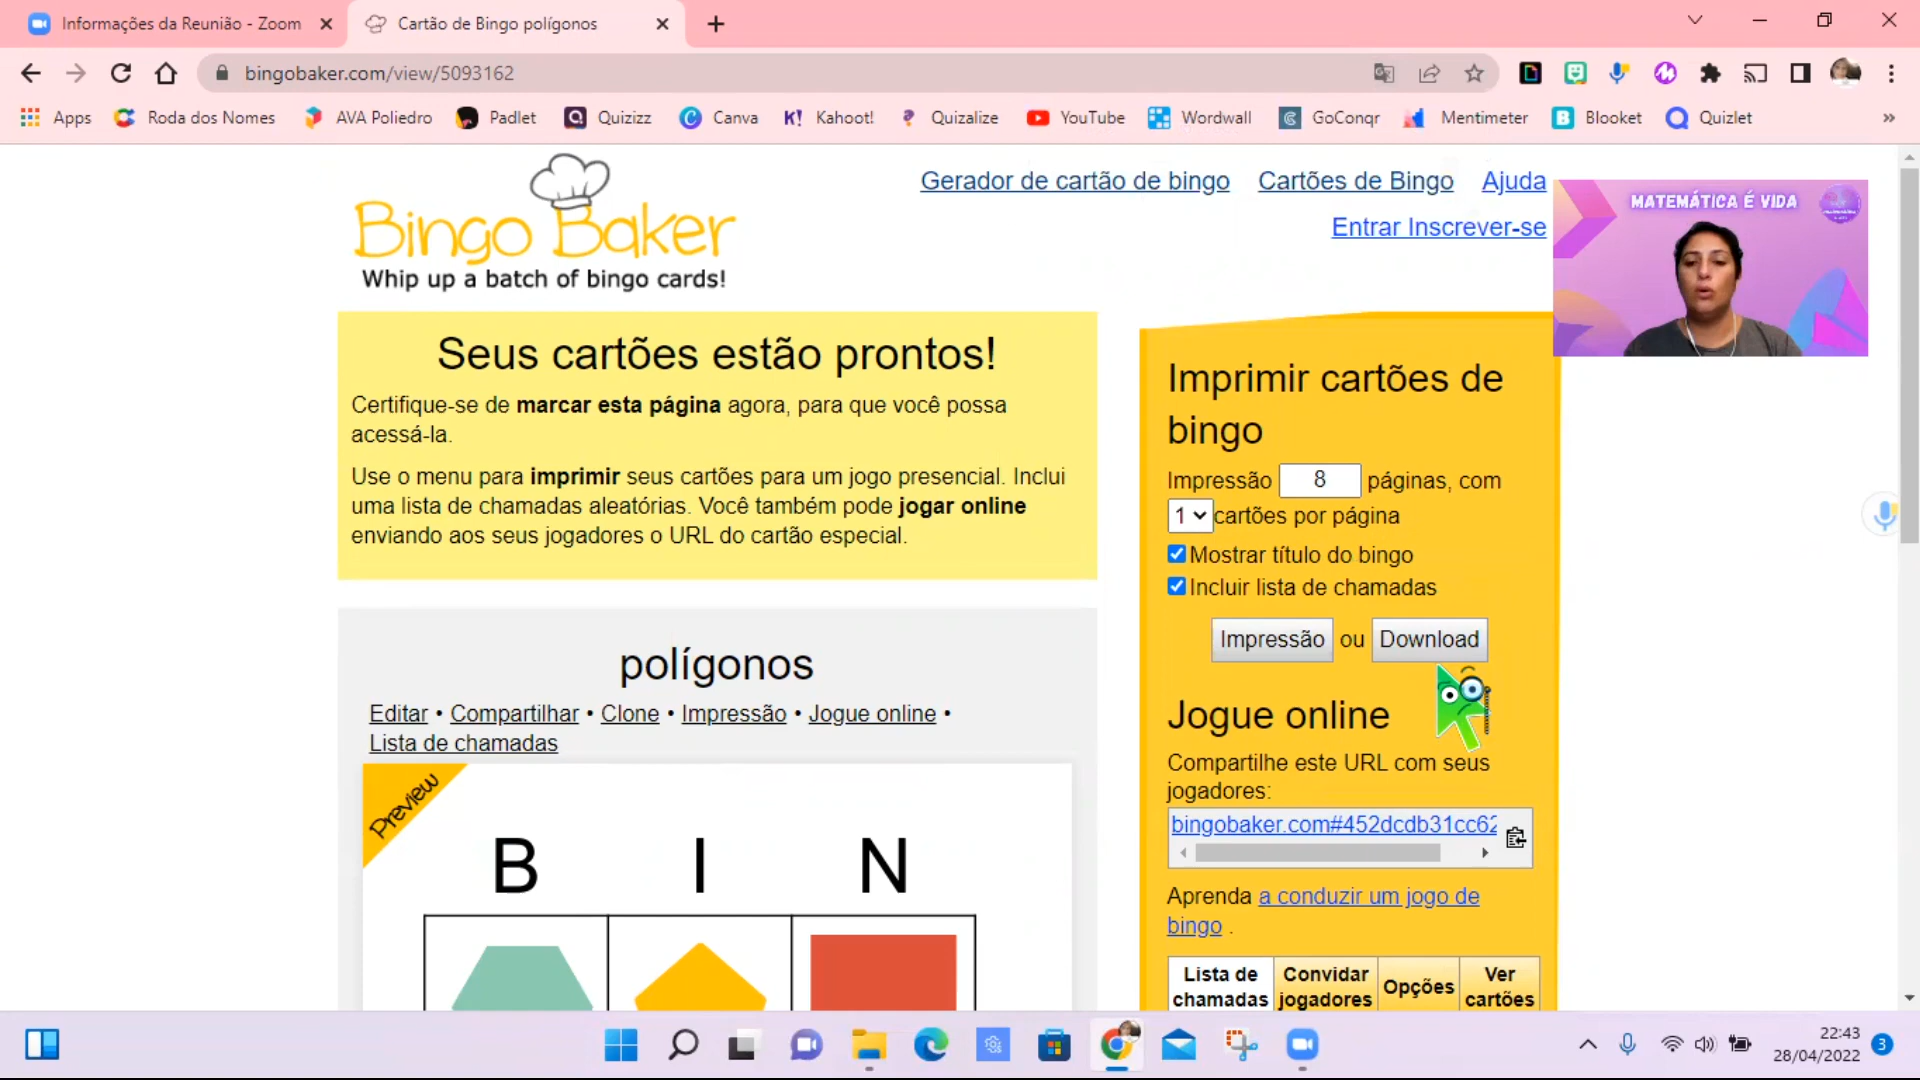 Informações da Reunião - Zoom
Cartão de Bingo polígonos
bingobaker.com/view/5093162
Apps
Roda dos Nomes
AVA Poliedro
Padlet
Quizizz
Canva
K! Kahoot!
Quizalize
YouTube
Wordwall
GoConqr
Mentimeter
Blooket
Quizlet
Bingo Baker
Whip up a batch of bingo cards!
Gerador de cartão de bingo
Cartões de Bingo
Ajuda
Entrar Inscrever-se
MATEMÁTICA É VIDA
Seus cartões estão prontos!
Certifique-se de marcar esta página agora, para que você possa
acessá-la.
Use o menu para imprimir seus cartões para um jogo presencial. Inclui
uma lista de chamadas aleatórias. Você também pode jogar online
enviando aos seus jogadores o URL do cartão especial.
polígonos
Editar • Compartilhar • Clone • Impressão • Jogue online •
Lista de chamadas
Preview
B I N
Imprimir cartões de
bingo
Impressão 8 páginas, com
1 cartões por página
Mostrar título do bingo
Incluir lista de chamadas
Impressão ou Download
Jogue online
Compartilhe este URL com seus
jogadores:
bingobaker.com#452dcdb31cc62
Aprenda a conduzir um jogo de
bingo .
Lista de
chamadas
Convidar
jogadores
Opções
Ver
cartões
22:43
28/04/2022
3